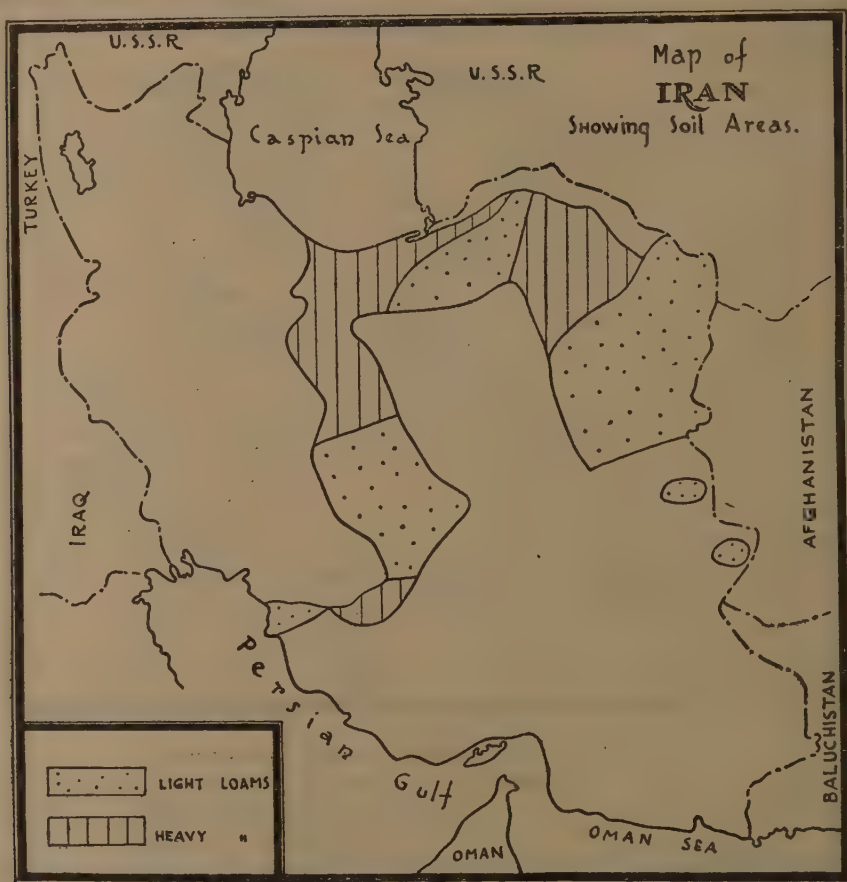 U.S.S.R
U.S.S.R
Map of
IRAN
Showing Soil Areas.
Caspian Sea
TURKEY
IRAQ
AFGHANISTAN
BALUCHISTAN
Persian Gulf
OMAN
OMAN SEA
LIGHT LOAMS
HEAVY "